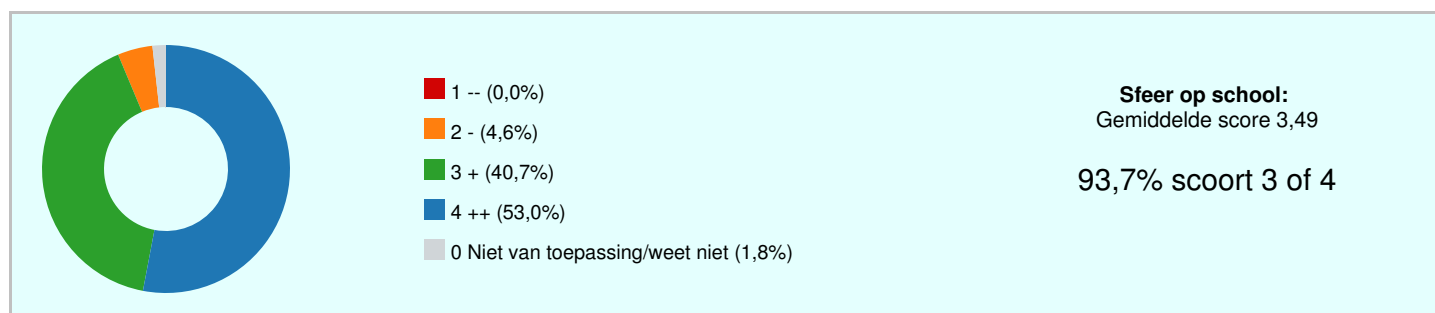 1 -- (0,0%)
2 - (4,6%)
3 + (40,7%)
4 ++ (53,0%)
0 Niet van toepassing/weet niet (1,8%)
Sfeer op school:
Gemiddelde score 3,49
93,7% scoort 3 of 4